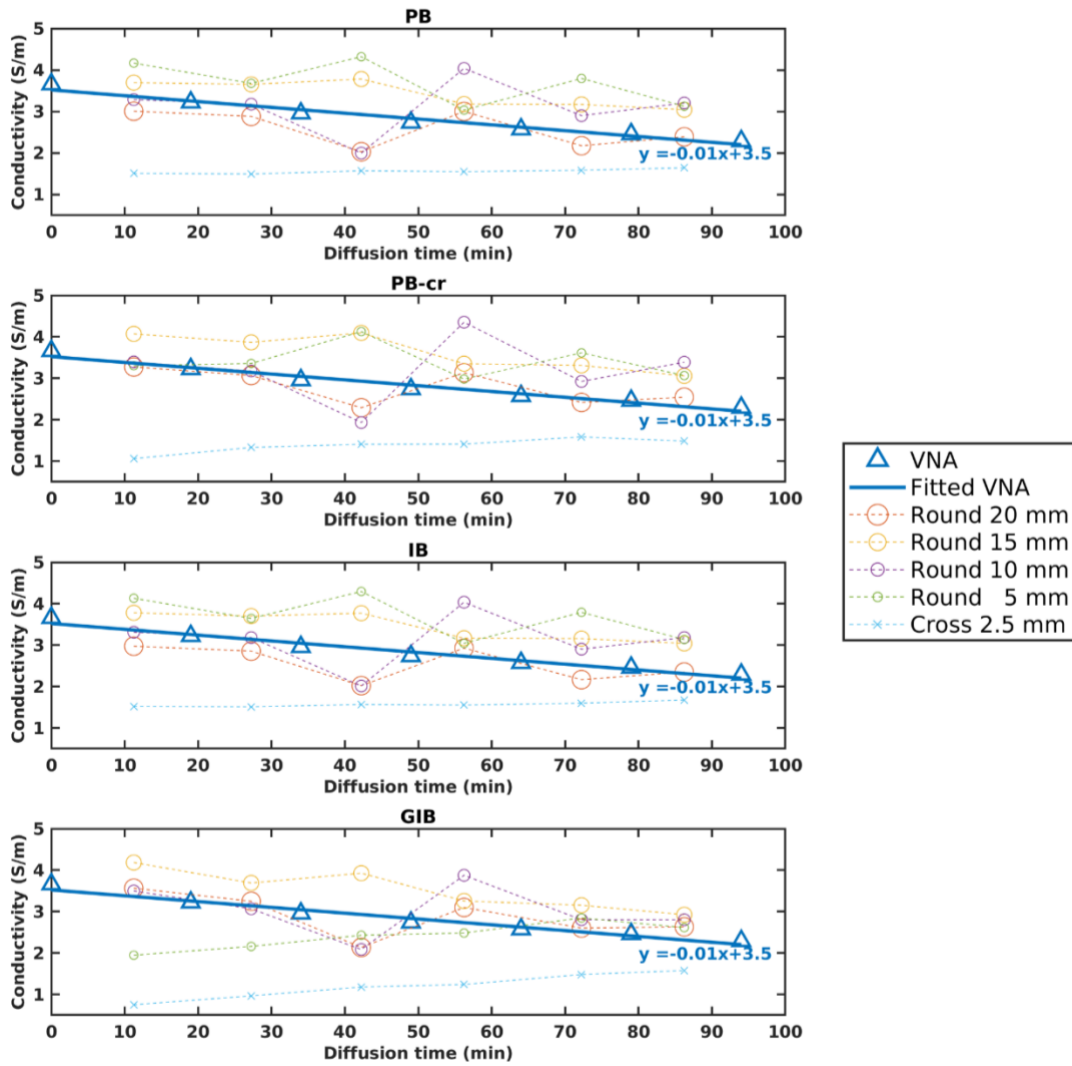 PB
Conductivity (S/m)
5
4
3
2
1
y =-0.01x+3.5
0 10 20 30 40 50 60 70 80 90 100
Diffusion time (min)
PB-cr
Conductivity (S/m)
5
4
3
2
1
y =-0.01x+3.5
0 10 20 30 40 50 60 70 80 90 100
Diffusion time (min)
IB
Conductivity (S/m)
5
4
3
2
1
y =-0.01x+3.5
0 10 20 30 40 50 60 70 80 90 100
Diffusion time (min)
GIB
Conductivity (S/m)
5
4
3
2
1
y =-0.01x+3.5
0 10 20 30 40 50 60 70 80 90 100
Diffusion time (min)
VNA
Fitted VNA
Round 20 mm
Round 15 mm
Round 10 mm
Round 5 mm
Cross 2.5 mm